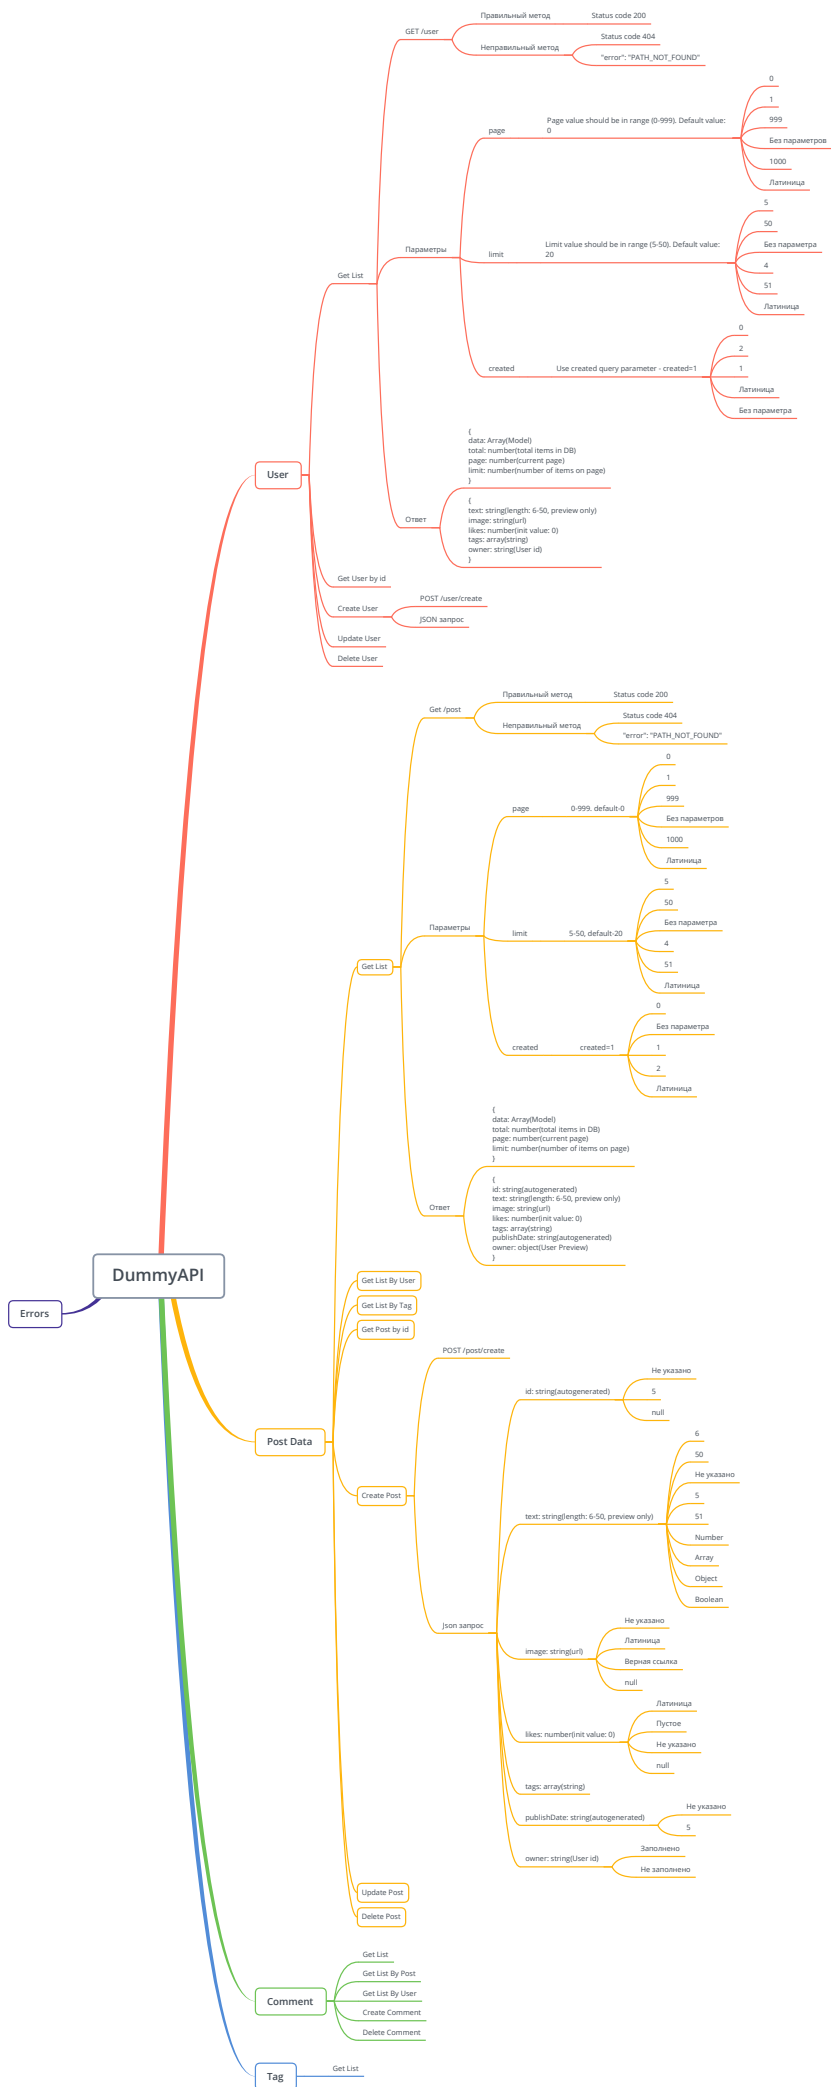 DummyAPI
User
Get List
GET /user
Правильный метод
Status code 200
Неправильный метод
Status code 404
"error": "PATH_NOT_FOUND"
Параметры
page
Page value should be in range (0-999). Default value:
0
0
1
999
Без параметров
1000
Латиница
limit
Limit value should be in range (5-50). Default value:
20
5
50
Без параметра
4
51
Латиница
created
Use created query parameter - created=1
0
2
1
Латиница
Без параметра
Ответ
{
data: Array(Model)
total: number(total items in DB)
page: number(current page)
limit: number(number of items on page)
}
{
text: string(length: 6-50, preview only)
image: string(url)
likes: number(init value: 0)
tags: array(string)
owner: string(User id)
}
Get User by id
Create User
POST /user/create
JSON запрос
Update User
Delete User
Post Data
Get List
Get /post
Правильный метод
Status code 200
Неправильный метод
Status code 404
"error": "PATH_NOT_FOUND"
Параметры
page
0-999. default-0
0
1
999
Без параметров
1000
Латиница
limit
5-50, default-20
5
50
Без параметра
4
51
Латиница
created
created=1
0
Без параметра
1
2
Латиница
Ответ
{
data: Array(Model)
total: number(total items in DB)
page: number(current page)
limit: number(number of items on page)
}
{
id: string(autogenerated)
text: string(length: 6-50, preview only)
image: string(url)
likes: number(init value: 0)
tags: array(string)
publishDate: string(autogenerated)
owner: object(User Preview)
}
Get List By User
Get List By Tag
Get Post by id
Create Post
POST /post/create
Json запрос
id: string(autogenerated)
Не указано
5
null
text: string(length: 6-50, preview only)
6
50
Не указано
5
51
Number
Array
Object
Boolean
image: string(url)
Не указано
Латиница
Верная ссылка
null
likes: number(init value: 0)
Латиница
Пустое
Не указано
null
tags: array(string)
publishDate: string(autogenerated)
Не указано
5
owner: string(User id)
Заполнено
Не заполнено
Update Post
Delete Post
Comment
Get List
Get List By Post
Get List By User
Create Comment
Delete Comment
Tag
Get List
Errors